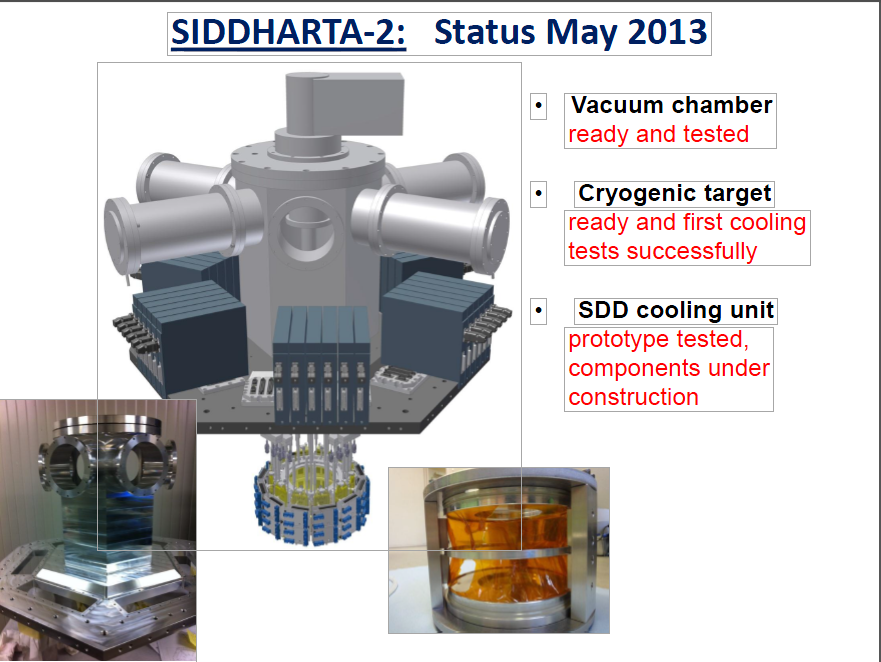 SIDDHARTA-2: Status May 2013
• Vacuum chamber
ready and tested
• Cryogenic target
ready and first cooling
tests successfully
• SDD cooling unit
prototype tested,
components under
construction